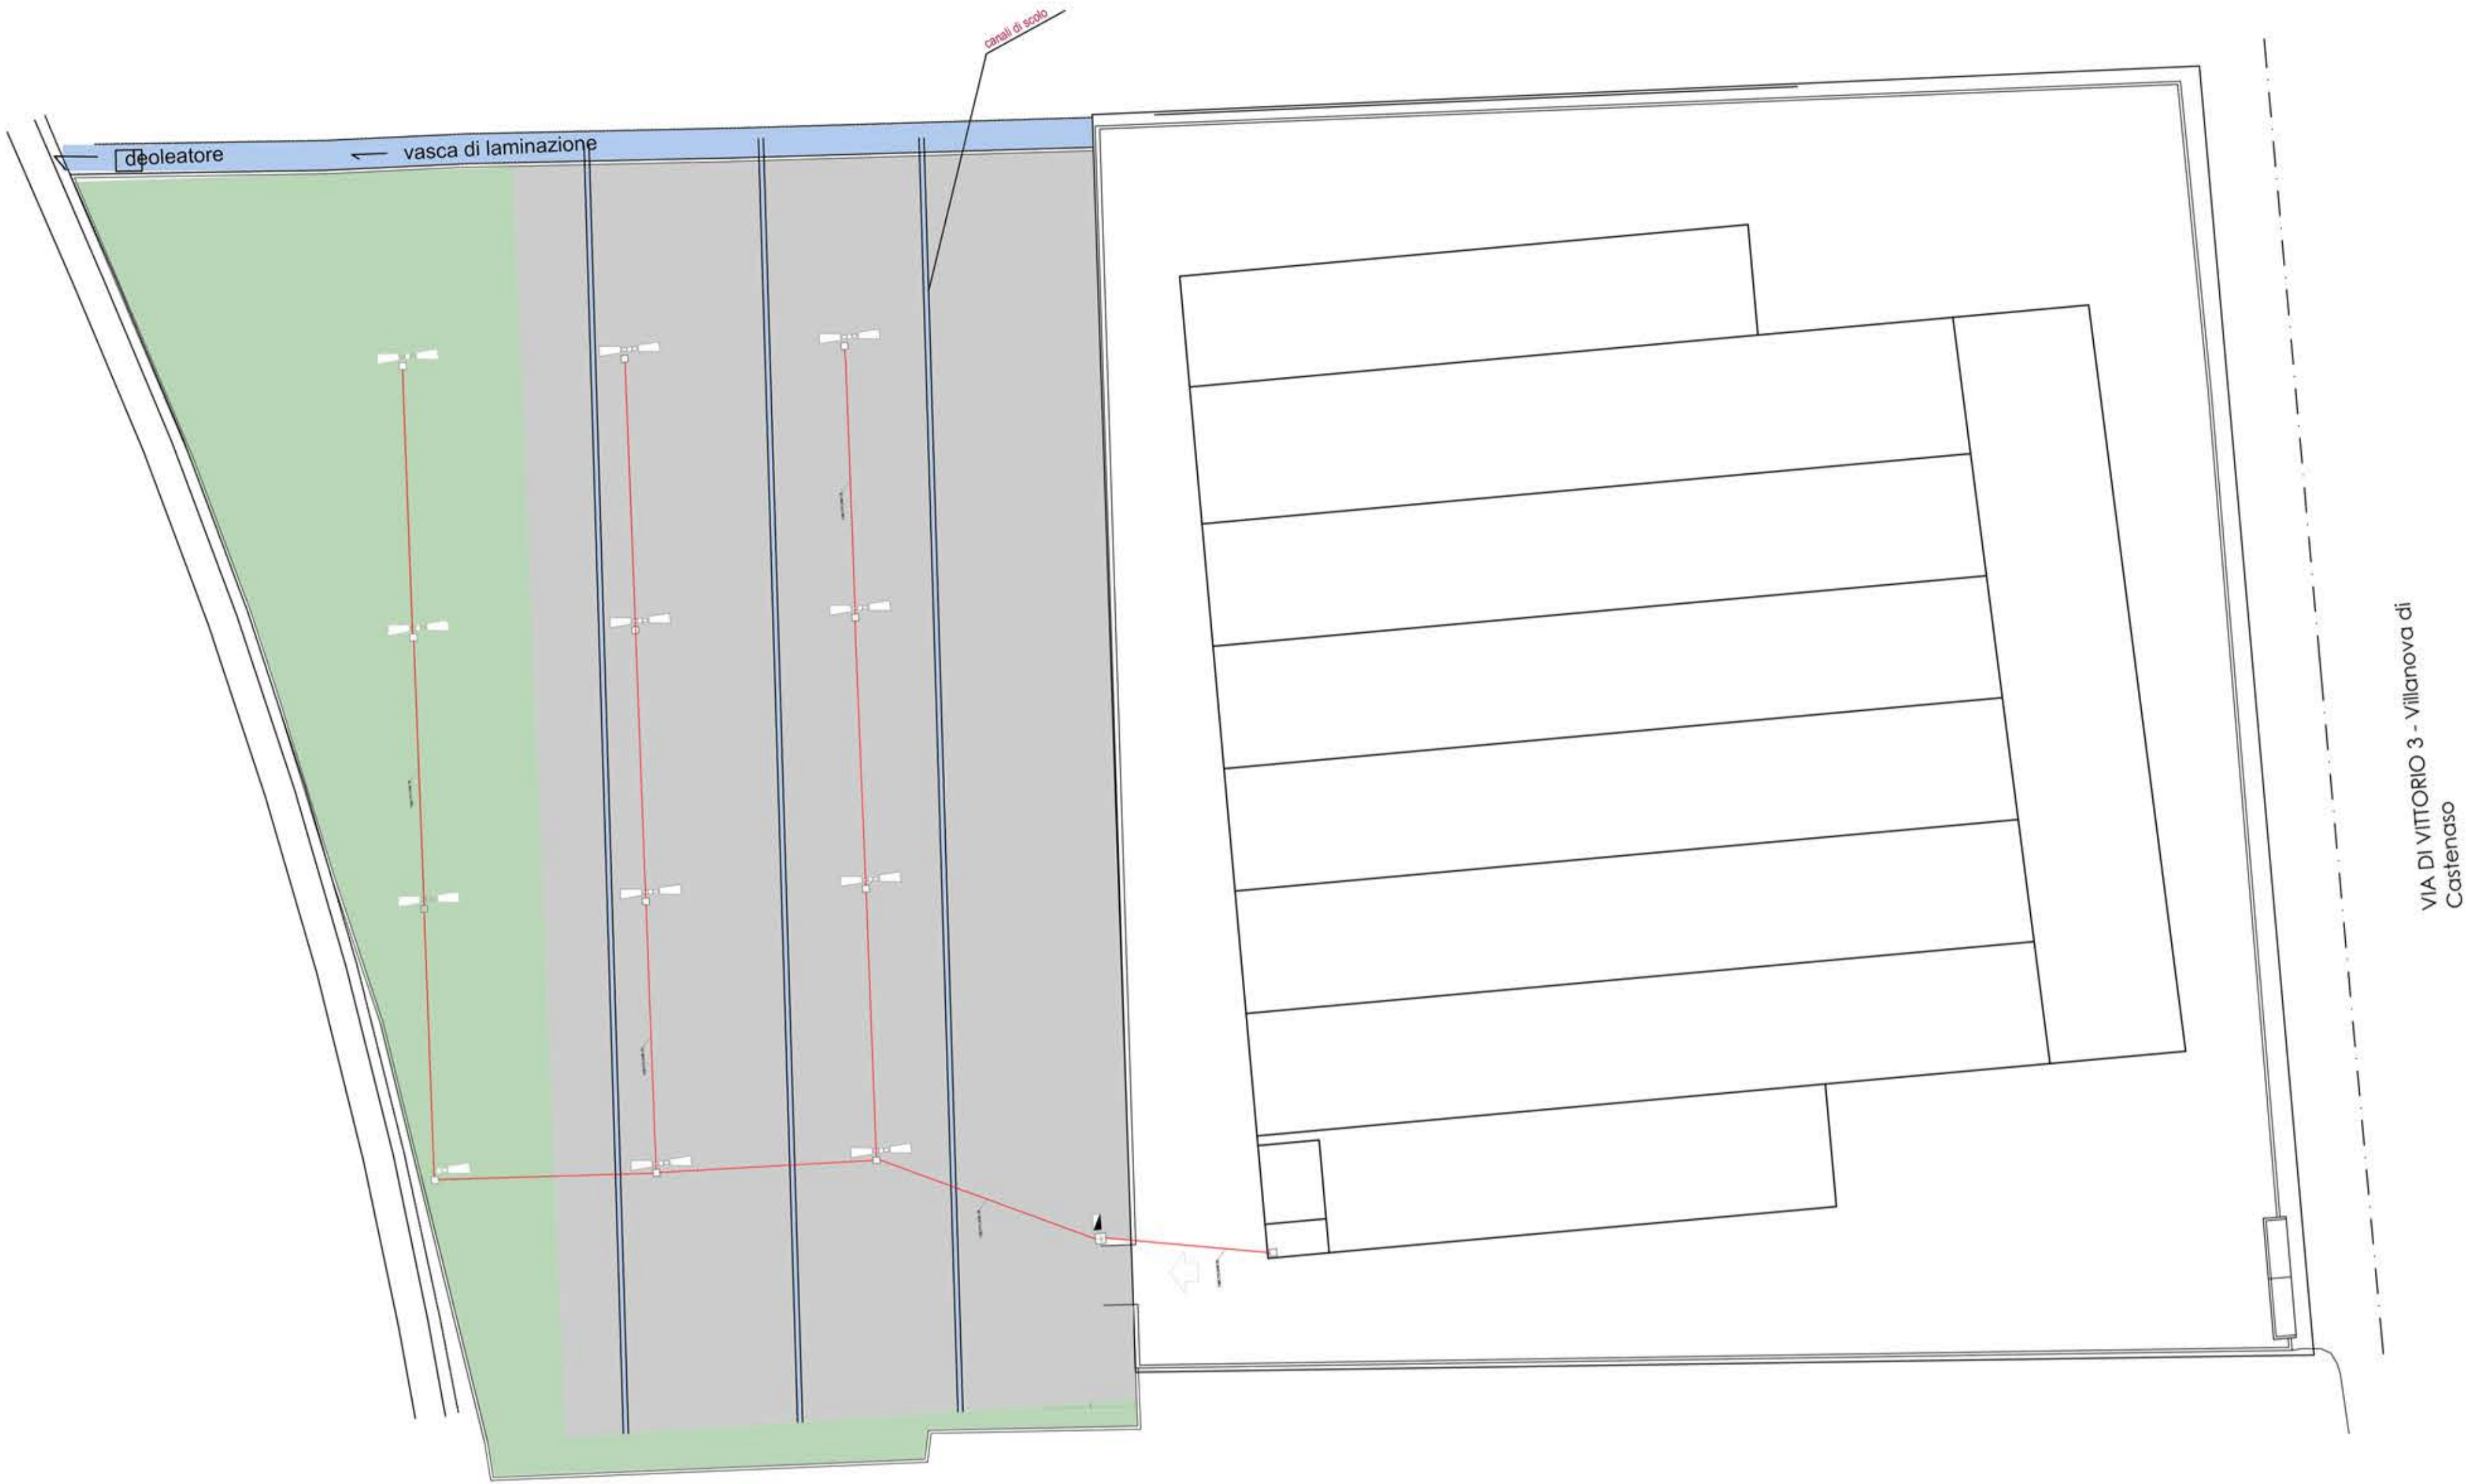 canali di scolo
deoleatore
vasca di laminazione
VIA DI VITTORIO 3 - Villanova di
Castenaso